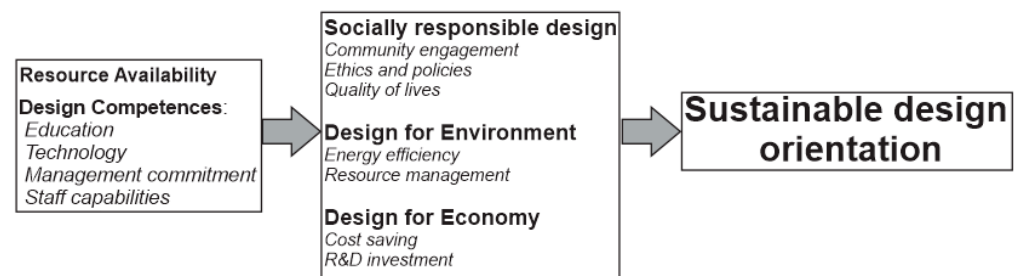 Resource Availability
Design Competences:
Education
Technology
Management commitment
Staff capabilities
Socially responsible design
Community engagement
Ethics and policies
Quality of lives
Design for Environment
Energy efficiency
Resource management
Design for Economy
Cost saving
R&D investment
Sustainable design
orientation